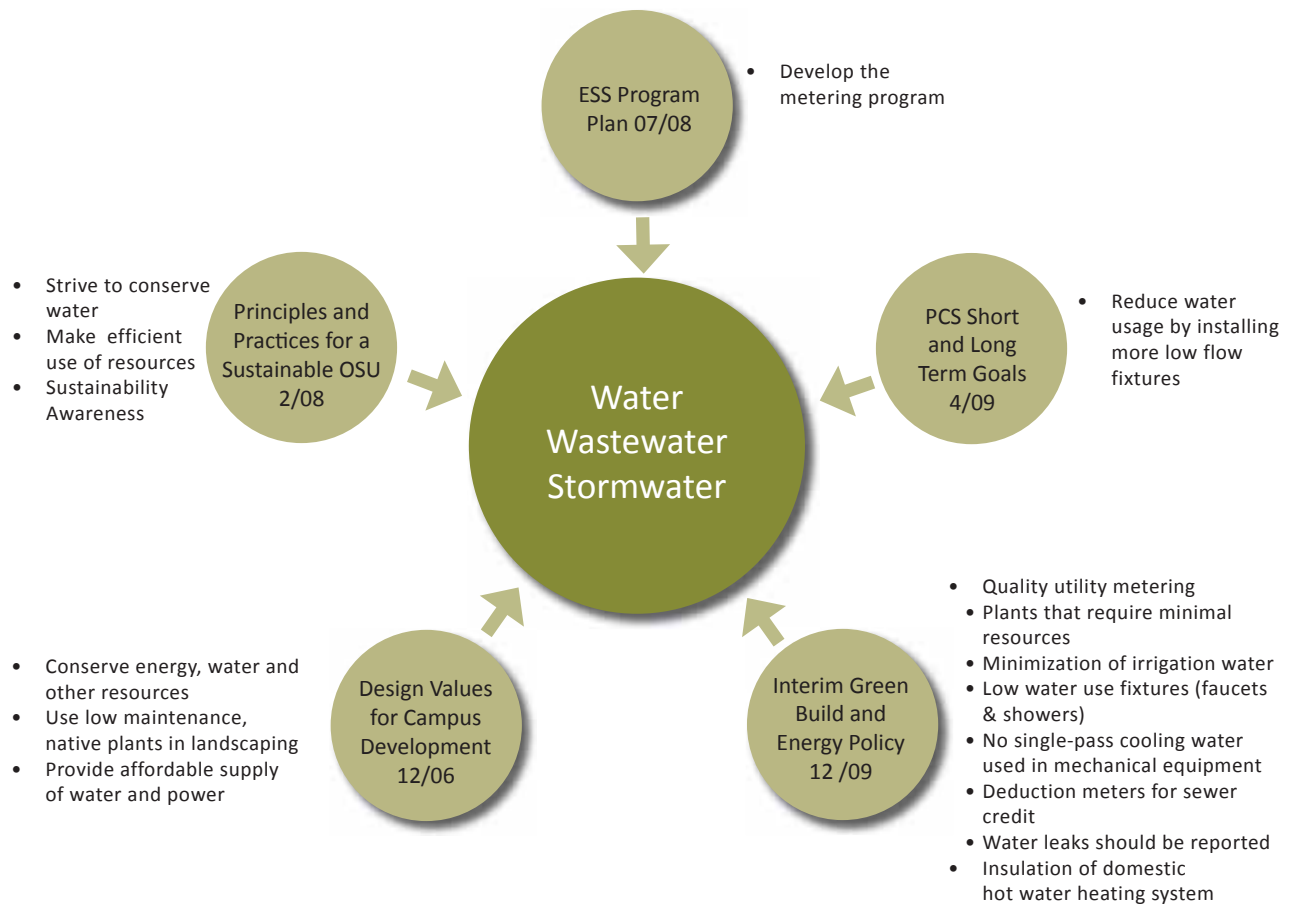 ESS Program
Plan 07/08
• Develop the
metering program
• Strive to conserve
water
• Make efficient
use of resources
• Sustainability
Awareness
Principles and
Practices for a
Sustainable OSU
2/08
PCS Short
and Long
Term Goals
4/09
• Reduce water
usage by installing
more low flow
fixtures
Water
Wastewater
Stormwater
• Conserve energy, water and
other resources
• Use low maintenance,
native plants in landscaping
• Provide affordable supply
of water and power
Design Values
for Campus
Development
12/06
Interim Green
Build and
Energy Policy
12 /09
• Quality utility metering
• Plants that require minimal
resources
• Minimization of irrigation water
• Low water use fixtures (faucets
& showers)
• No single-pass cooling water
used in mechanical equipment
• Deduction meters for sewer
credit
• Water leaks should be reported
• Insulation of domestic
hot water heating system